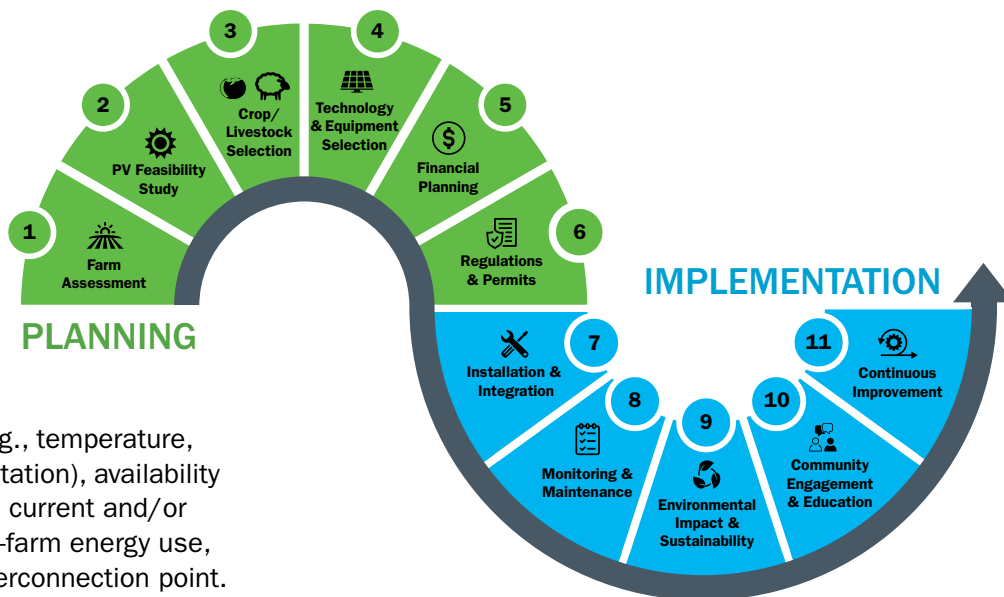 1
Farm
Assessment
2
PV Feasibility
Study
3
Crop/
Livestock
Selection
4
Technology
& Equipment
Selection
5
$
Financial
Planning
6
Regulations
& Permits
PLANNING
IMPLEMENTATION
7
Installation &
Integration
8
Monitoring &
Maintenance
9
Environmental
Impact &
Sustainability
10
Community
Engagement
& Education
11
Continuous
Improvement
g., temperature,
tation), availability
current and/or
-farm energy use,
erconnection point.